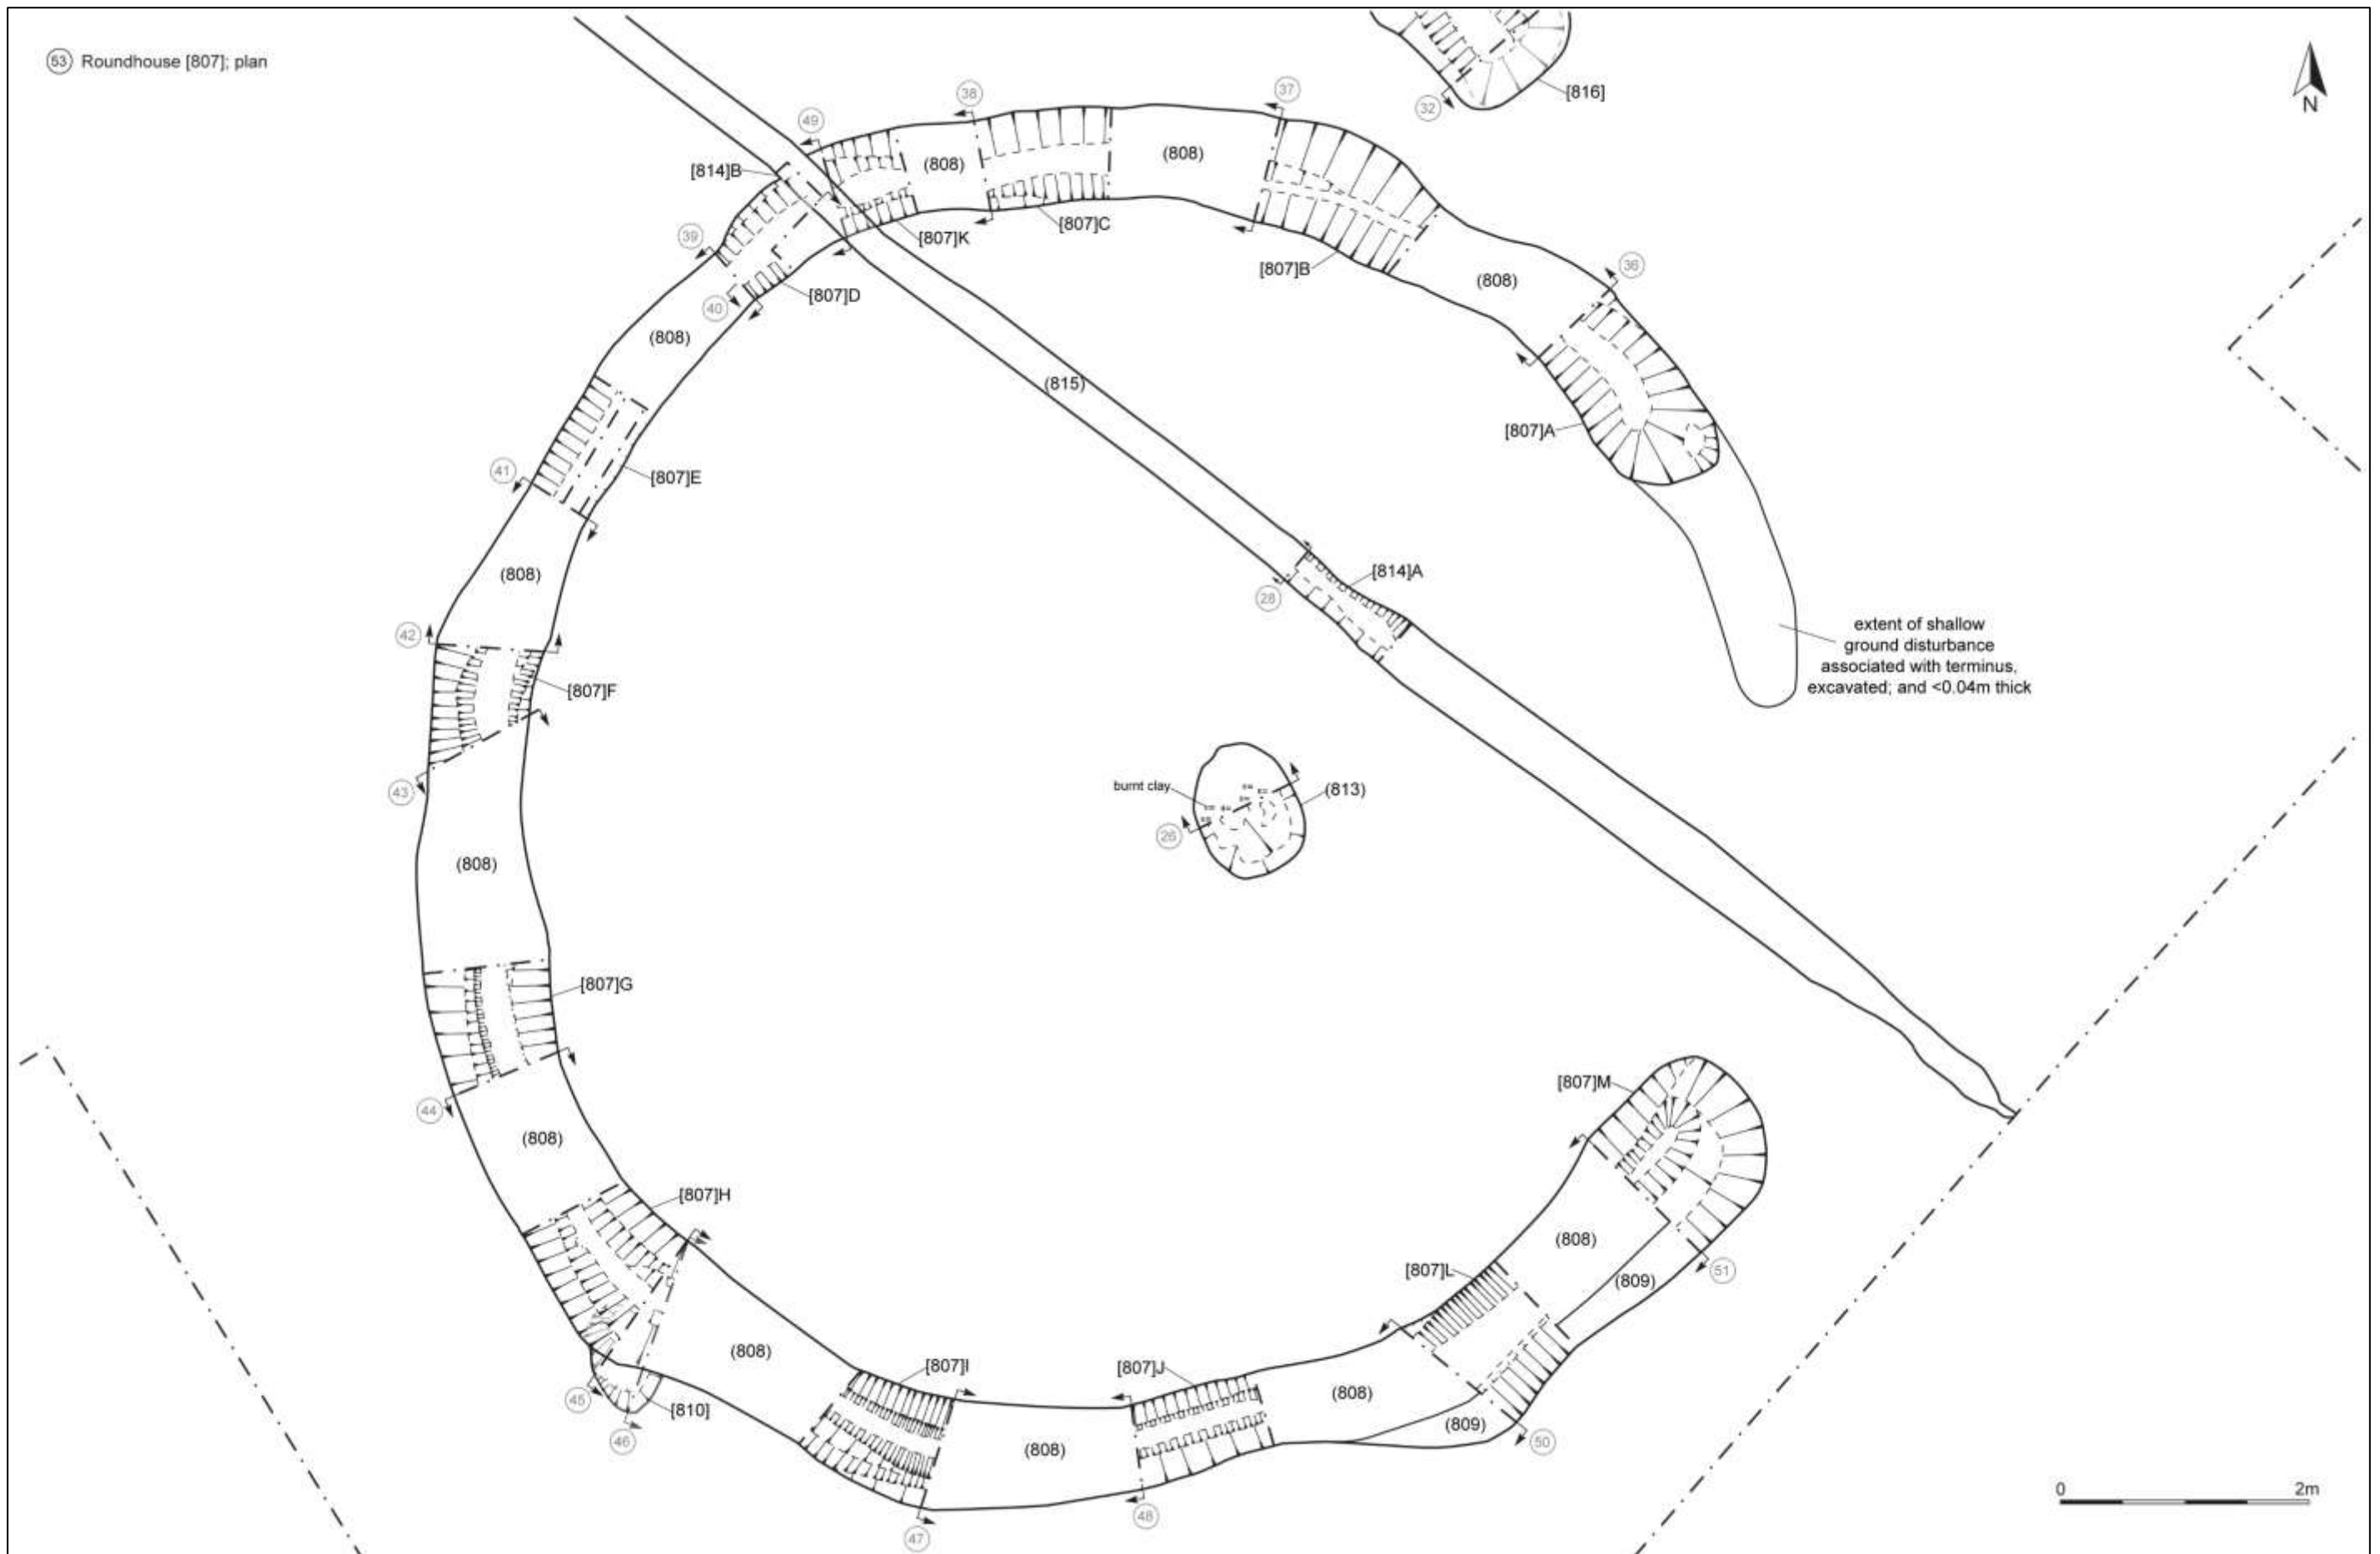 53 Roundhouse [807]; plan
[816]
32
N
37
38
49
[814]B
(808)
(808)
[807]K
[807]C
39
40
[807]D
[807]B
(808)
36
(808)
(815)
[807]A
41
[807]E
(808)
[814]A
28
extent of shallow
ground disturbance
associated with terminus,
excavated; and <0.04m thick
42
[807]F
43
burnt clay
(813)
26
(808)
[807]G
44
(808)
[807]M
[807]H
(808)
(809)
51
[807]L
(808)
[807]I
[807]J
(808)
45
[810]
46
(808)
(809)
50
47
48
0 2m